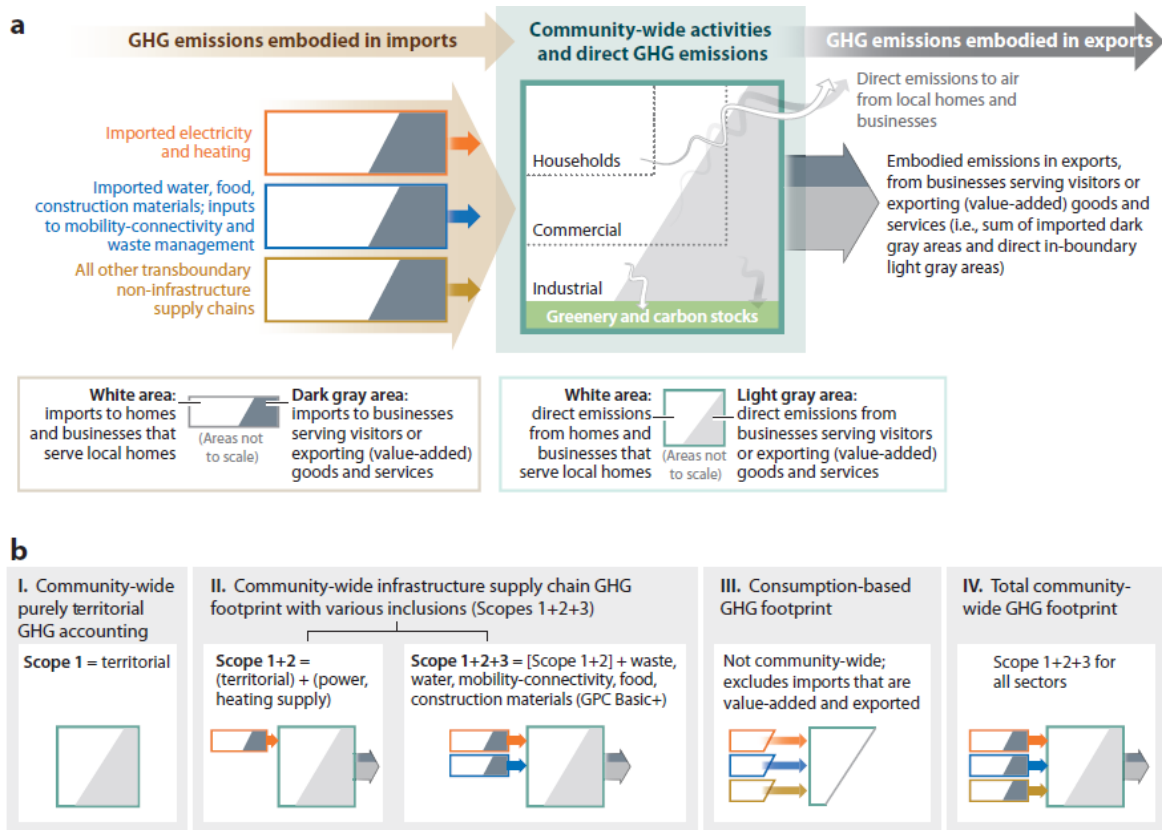 a
GHG emissions embodied in imports
Community-wide activities
and direct GHG emissions
GHG emissions embodied in exports
Imported electricity
and heating
Imported water, food,
construction materials; inputs
to mobility-connectivity and
waste management
All other transboundary
non-infrastructure
supply chains
Households
Commercial
Industrial
Greenery and carbon stocks
Direct emissions to air
from local homes and
businesses
Embodied emissions in exports,
from businesses serving visitors or
exporting (value-added) goods and
services (i.e., sum of imported dark
gray areas and direct in-boundary
light gray areas)
White area:
imports to homes
and businesses that
serve local homes
(Areas not
to scale)
Dark gray area:
imports to businesses
serving visitors or
exporting (value-added)
goods and services
White area:
direct emissions
from homes and
businesses that
serve local homes
(Areas not
to scale)
Light gray area:
direct emissions from
businesses serving visitors
or exporting (value-added)
goods and services
b
I. Community-wide
purely territorial
GHG accounting
Scope 1 = territorial
II. Community-wide infrastructure supply chain GHG
footprint with various inclusions (Scopes 1+2+3)
Scope 1+2 =
(territorial) + (power,
heating supply)
Scope 1+2+3 = [Scope 1+2] + waste,
water, mobility-connectivity, food,
construction materials (GPC Basic+)
III. Consumption-based
GHG footprint
Not community-wide;
excludes imports that are
value-added and exported
IV. Total community-
wide GHG footprint
Scope 1+2+3 for
all sectors